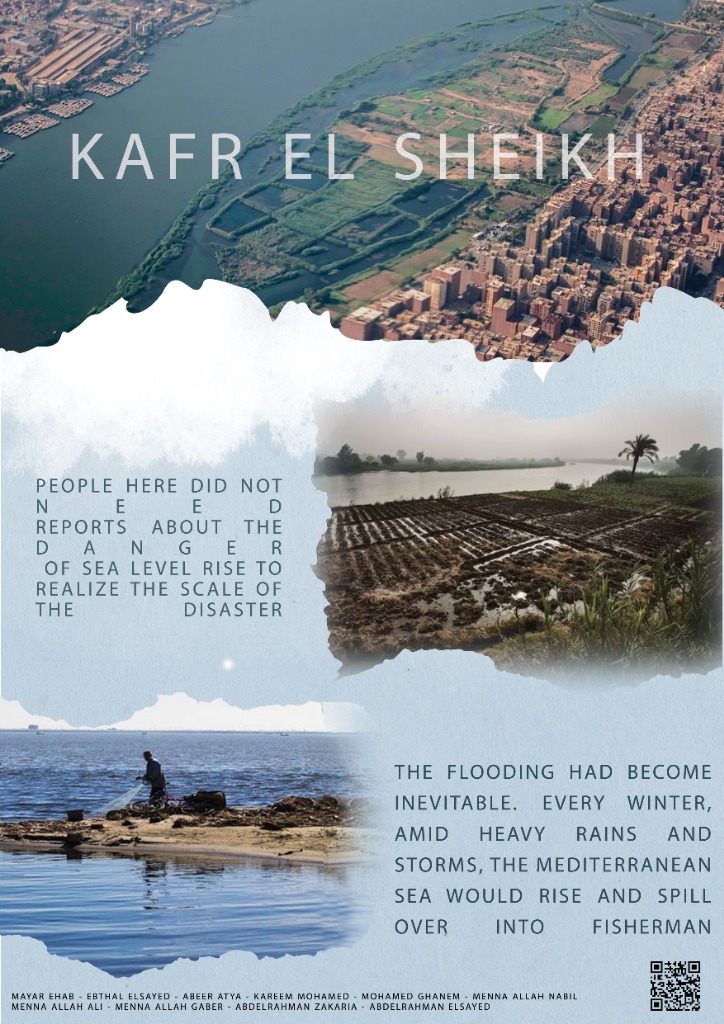 KAFR EL SHEIKH
PEOPLE HERE DID NOT
NEED
REPORTS ABOUT THE
DANGER
OF SEA LEVEL RISE TO
REALIZE THE SCALE OF
THE DISASTER
THE FLOODING HAD BECOME
INEVITABLE. EVERY WINTER,
AMID HEAVY RAINS AND
STORMS, THE MEDITERRANEAN
SEA WOULD RISE AND SPILL
OVER INTO FISHERMAN
MAYAR EHAB - EBTHAL ELSAYED - ABEER ATYA - KAREEM MOHAMED - MOHAMED GHANEM - MENNA ALLAH NABIL
MENNA ALLAH ALI - MENNA ALLAH GABER - ABDELRAHMAN ZAKARIA - ABDELRAHMAN ELSAYED